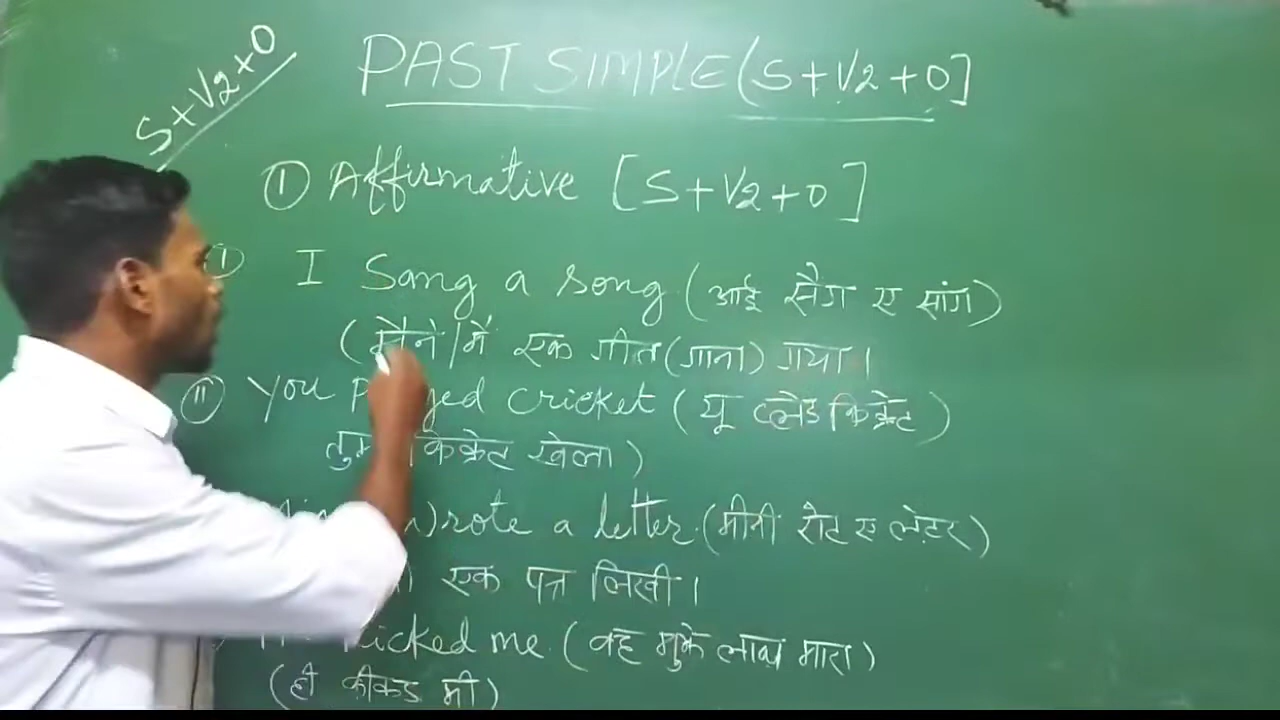 S+V2+O
PAST SIMPLE (S+V2+O]
① Affirmative [S+V2+O]
I Sang a song (आई सैंग ए सांग)
(मैंने/मैं एक गीत (गाना) गया।
II You cricket (यू प्लेड क्रिकेट)
क्रिकेट खेला)
wrote a letter. (मीनी रोट ए लेटर)
एक पत्र लिखी।
kicked me. (वह मुझे लात मारा)
(ही कीकड मी)